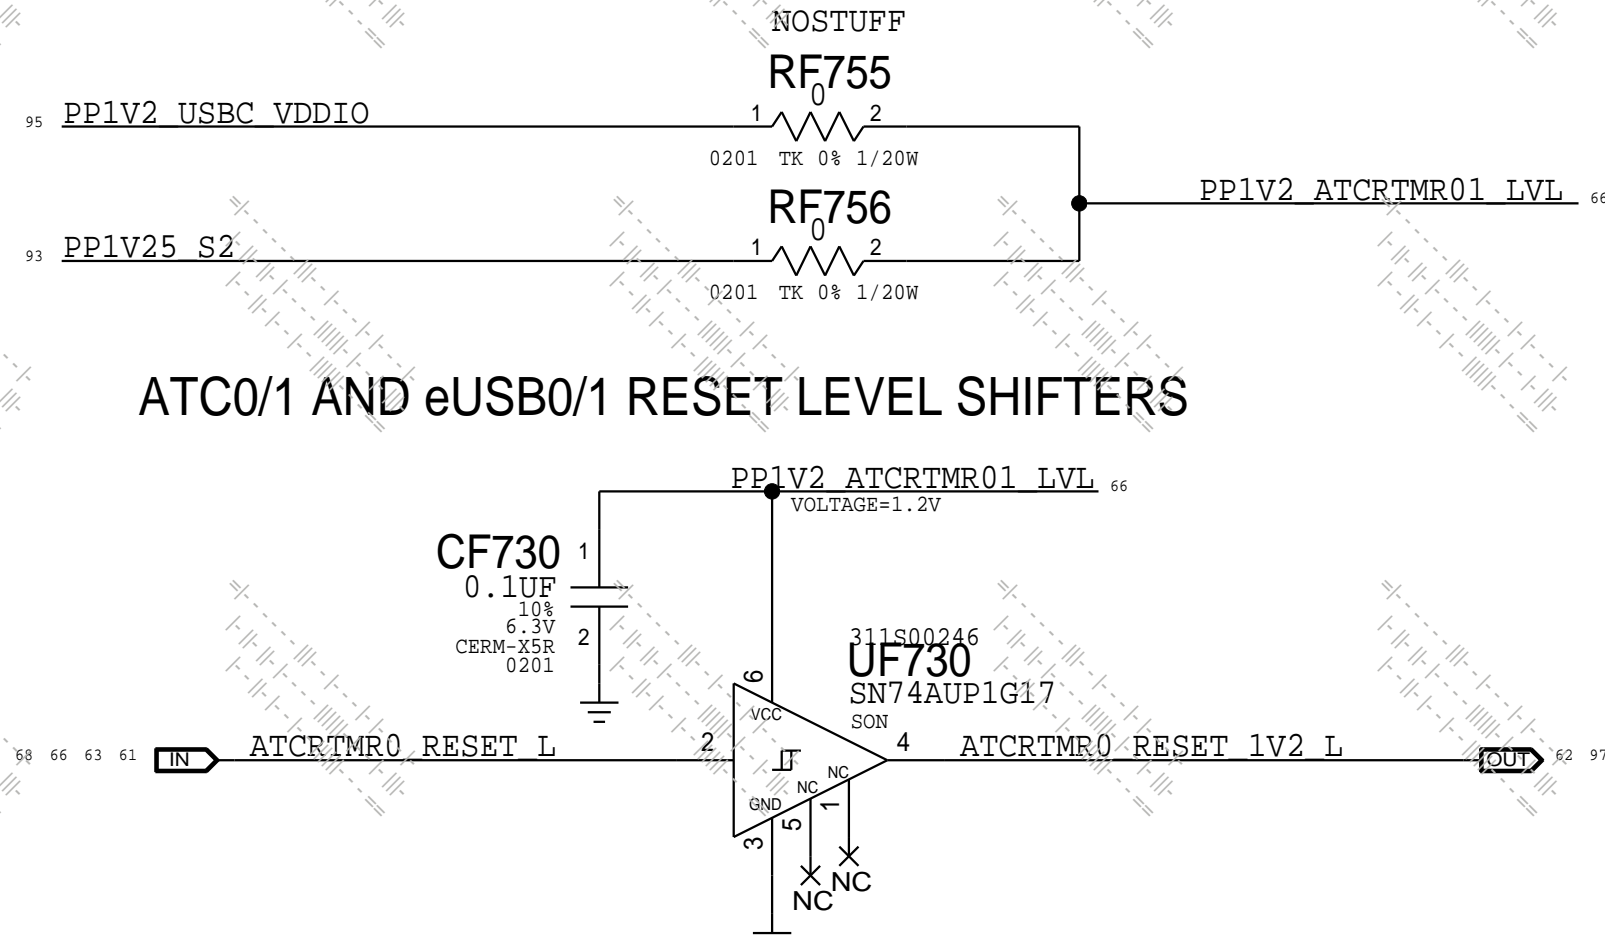 NOSTUFF
RF755
0
95 PP1V2_USBC_VDDIO 1 2
0201 TK 0% 1/20W
PP1V2_ATCRTMR01_LVL 66
RF756
0
93 PP1V25_S2 1 2
0201 TK 0% 1/20W
ATC0/1 AND eUSB0/1 RESET LEVEL SHIFTERS
PP1V2_ATCRTMR01_LVL 66
VOLTAGE=1.2V
CF730 1
0.1UF
10%
6.3V
CERM-X5R 2
0201
311S00246
UF730
SN74AUP1G17
SON
6
VCC
68 66 63 61 IN ATCRTMR0_RESET_L 2 4 ATCRTMR0_RESET_1V2_L OUT 62 97
NC
NC
GND
1
5
3
NC
NC